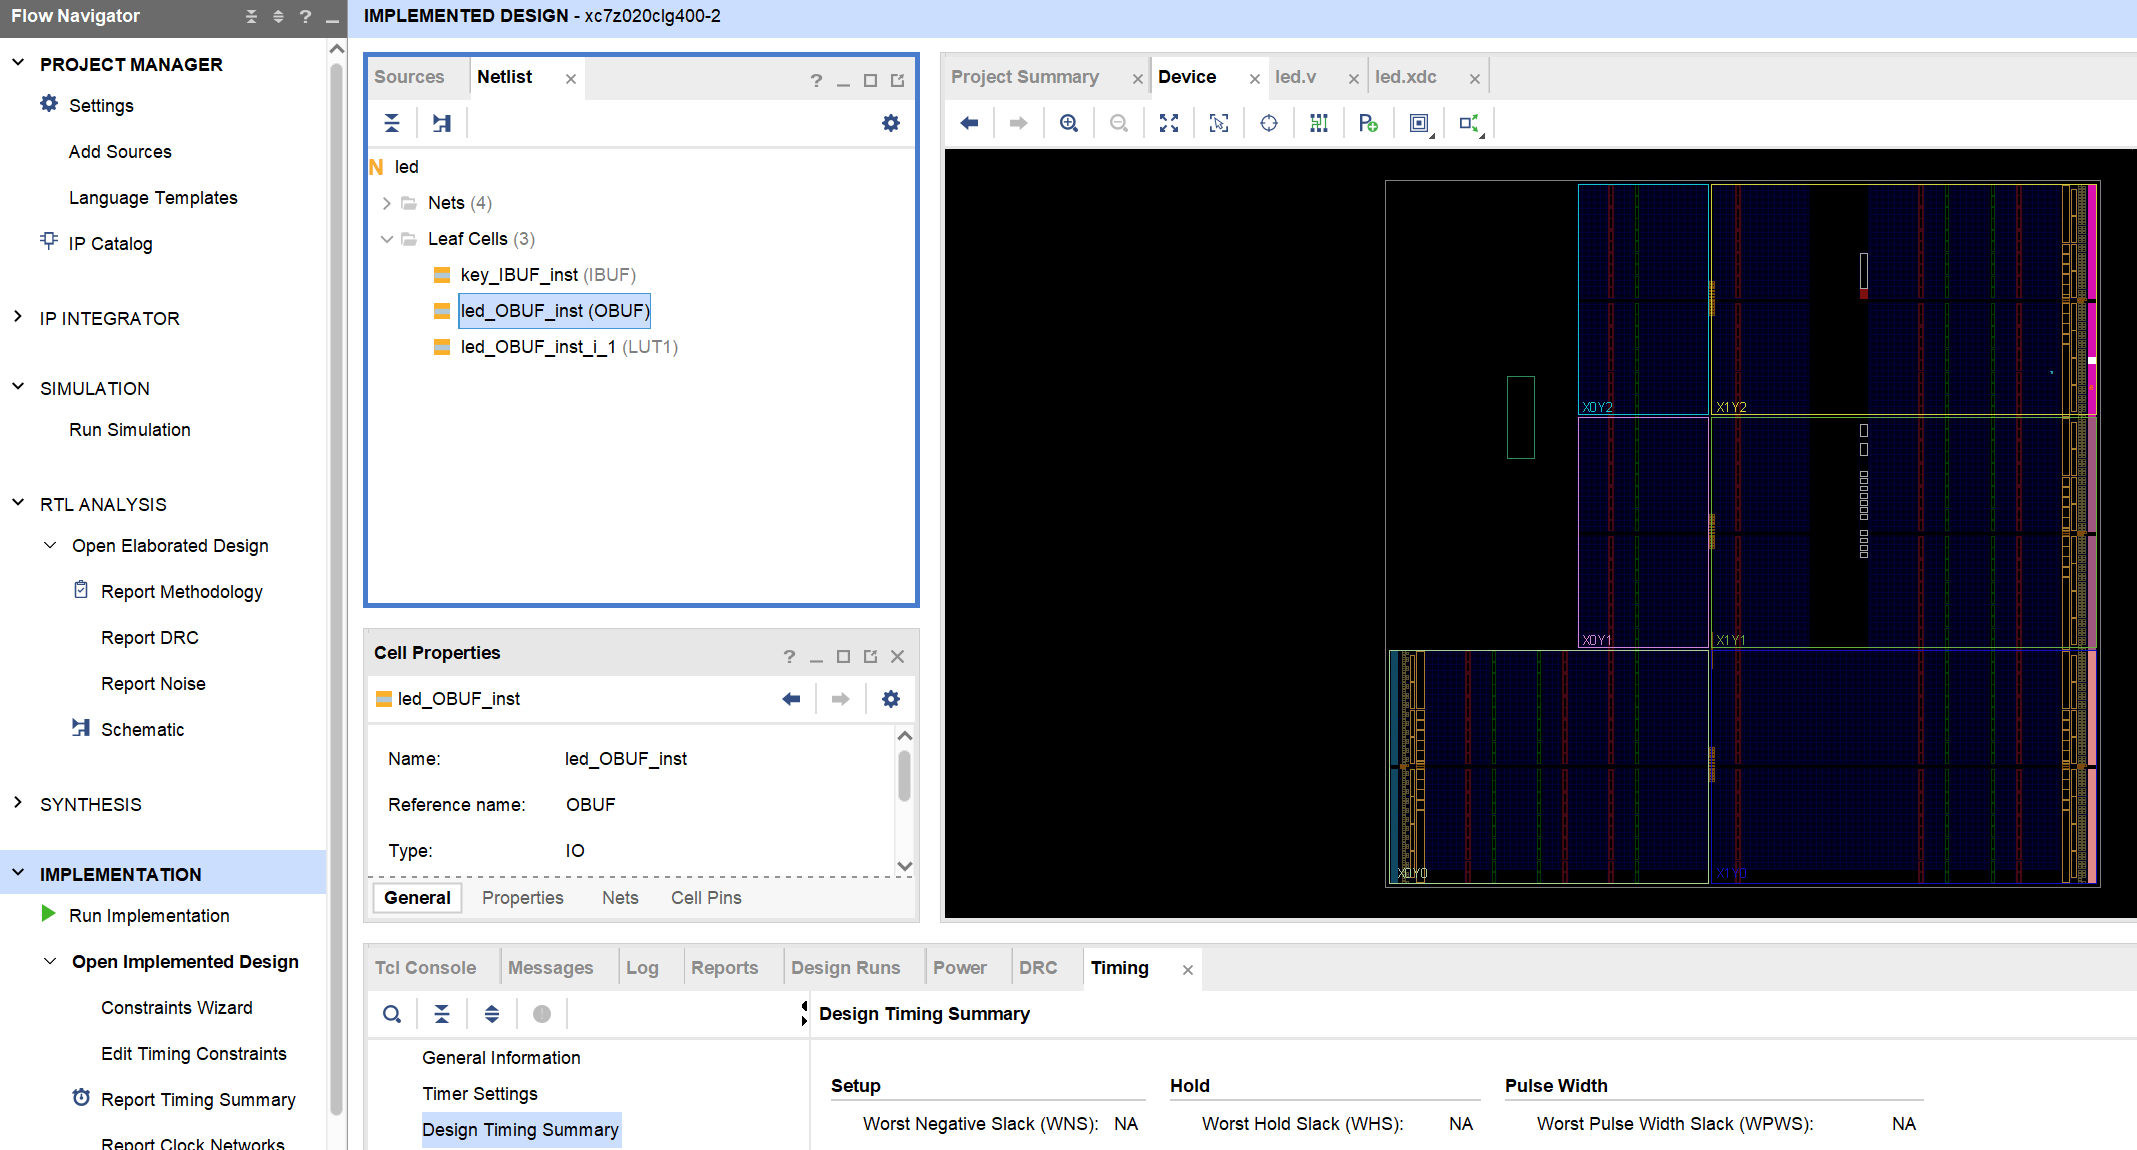 Flow Navigator
?
PROJECT MANAGER
Settings
Add Sources
Language Templates
IP Catalog
IP INTEGRATOR
SIMULATION
Run Simulation
RTL ANALYSIS
Open Elaborated Design
Report Methodology
Report DRC
Report Noise
Schematic
SYNTHESIS
IMPLEMENTATION
Run Implementation
Open Implemented Design
Constraints Wizard
Edit Timing Constraints
Report Timing Summary
Report Clock Networks
IMPLEMENTED DESIGN - xc7z020clg400-2
Sources Netlist
?
N led
Nets (4)
Leaf Cells (3)
key_IBUF_inst (IBUF)
led_OBUF_inst (OBUF)
led_OBUF_inst_i_1 (LUT1)
Cell Properties
?
led_OBUF_inst
Name: led_OBUF_inst
Reference name: OBUF
Type: IO
General Properties Nets Cell Pins
Project Summary Device led.v led.xdc
X0Y2 X1Y2
X0Y1 X1Y1
X0Y0 X1Y0
Tcl Console Messages Log Reports Design Runs Power DRC Timing
Design Timing Summary
General Information
Timer Settings
Design Timing Summary
Setup Hold Pulse Width
Worst Negative Slack (WNS): NA Worst Hold Slack (WHS): NA Worst Pulse Width Slack (WPWS): NA